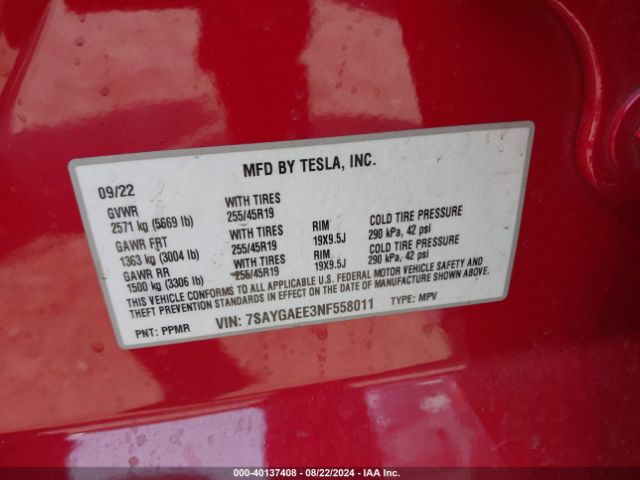 MFD BY TESLA, INC.
09/22
GVWR WITH TIRES
2571 kg (5669 lb) 255/45R19 RIM COLD TIRE PRESSURE
GAWR FRT WITH TIRES 19X9.5J 290 kPa, 42 psi
1363 kg (3004 lb) 255/45R19 RIM COLD TIRE PRESSURE
GAWR RR WITH TIRES 19X9.5J 290 kPa, 42 psi
1500 kg (3306 lb) 255/45R19
THIS VEHICLE CONFORMS TO ALL APPLICABLE U.S. FEDERAL MOTOR VEHICLE SAFETY AND
THEFT PREVENTION STANDARDS IN EFFECT ON THE DATE OF MANUFACTURE SHOWN ABOVE.
PNT: PPMR VIN: 7SAYGAEE3NF558011 TYPE: MPV
000-40137408 - 08/22/2024 - IAA Inc.